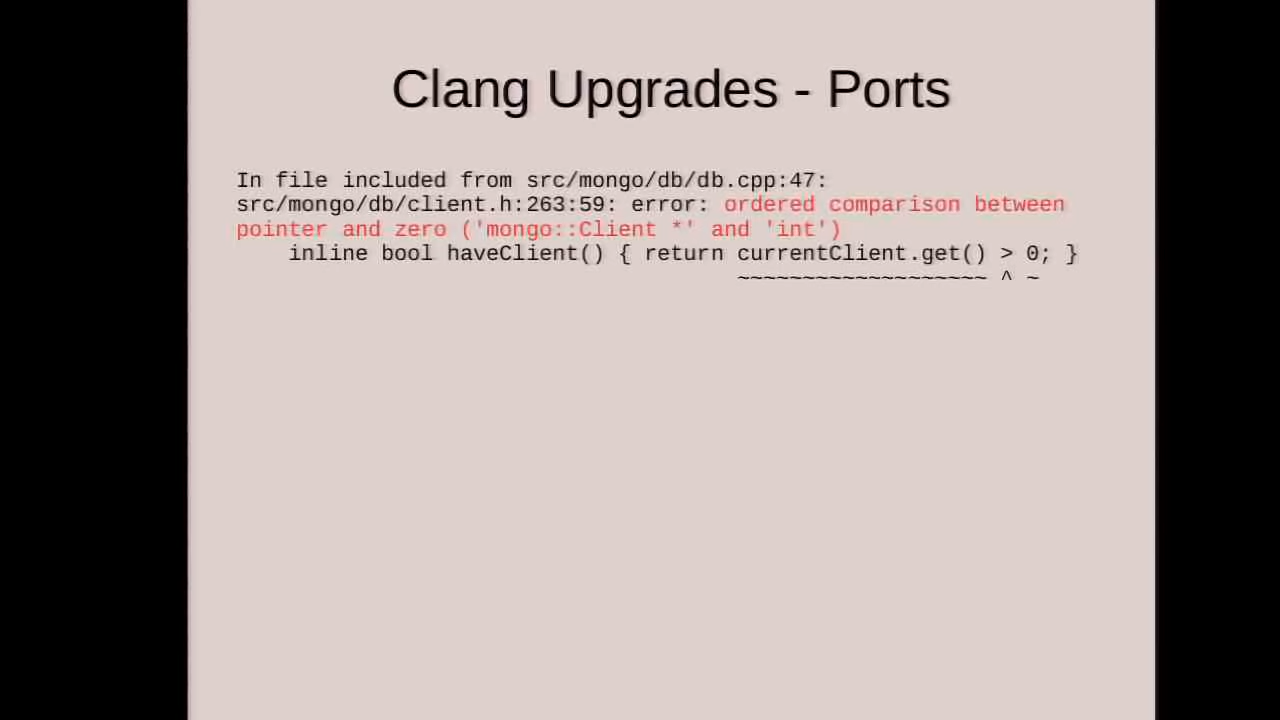 Clang Upgrades - Ports
In file included from src/mongo/db/db.cpp:47:
src/mongo/db/client.h:263:59: error: ordered comparison between
pointer and zero ('mongo::Client *' and 'int')
    inline bool haveClient() { return currentClient.get() > 0; }
                                      ~~~~~~~~~~~~~~~~~~~ ^ ~